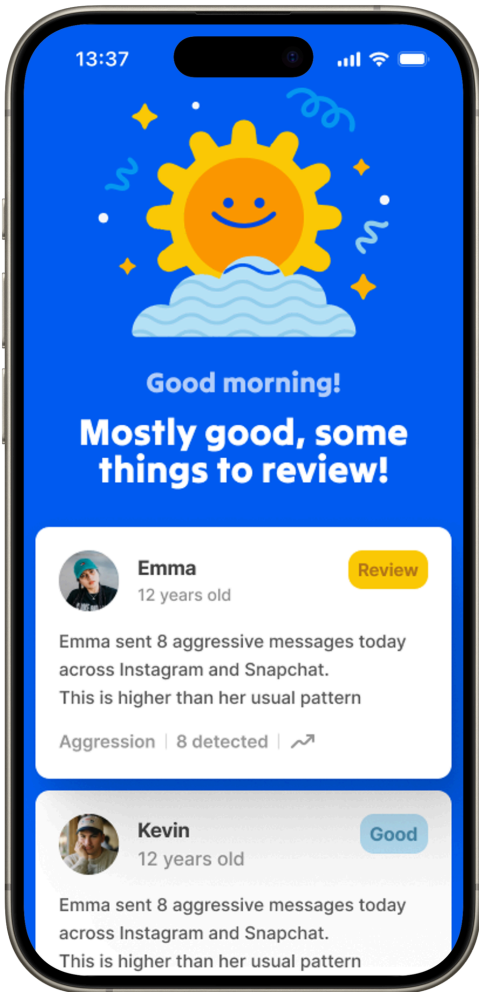 13:37
Good morning!
Mostly good, some
things to review!
Emma
Review
12 years old
Emma sent 8 aggressive messages today
across Instagram and Snapchat.
This is higher than her usual pattern
Aggression | 8 detected |
Kevin
Good
12 years old
Emma sent 8 aggressive messages today
across Instagram and Snapchat.
This is higher than her usual pattern